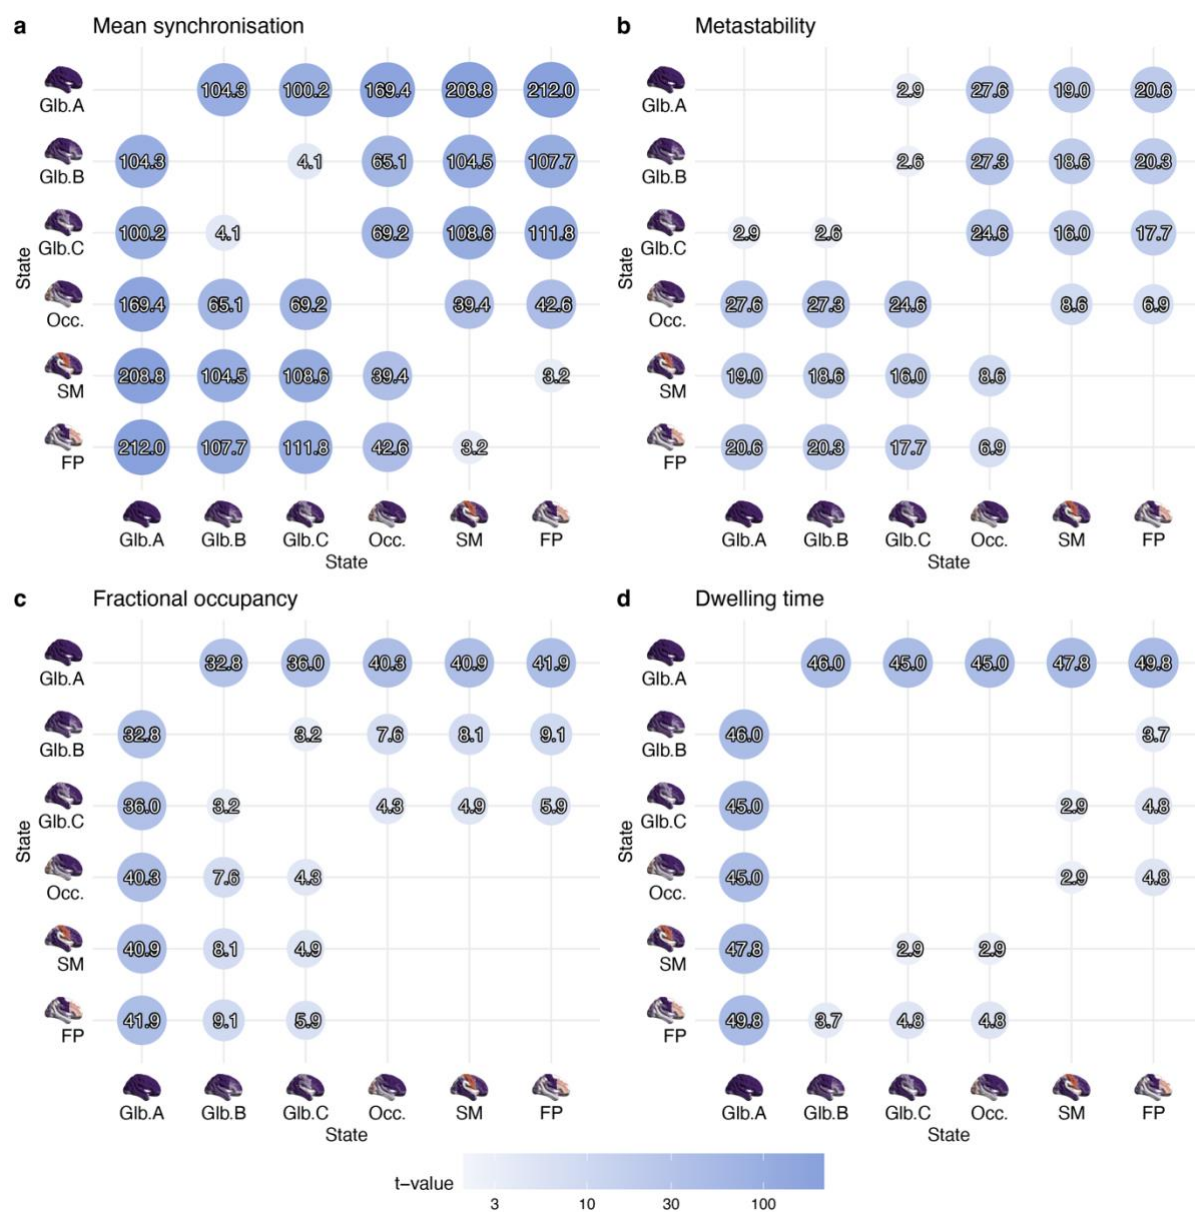 a Mean synchronisation
Glb.A 104.3 100.2 169.4 208.8 212.0
Glb.B 104.3 4.1 65.1 104.5 107.7
Glb.C 100.2 4.1 69.2 108.6 111.8
Occ. 169.4 65.1 69.2 39.4 42.6
SM 208.8 104.5 108.6 39.4 3.2
FP 212.0 107.7 111.8 42.6 3.2
State
Glb.A Glb.B Glb.C Occ. SM FP
State
b Metastability
Glb.A 2.9 27.6 19.0 20.6
Glb.B 2.6 27.3 18.6 20.3
Glb.C 2.9 2.6 24.6 16.0 17.7
Occ. 27.6 27.3 24.6 8.6 6.9
SM 19.0 18.6 16.0 8.6
FP 20.6 20.3 17.7 6.9
State
Glb.A Glb.B Glb.C Occ. SM FP
State
c Fractional occupancy
Glb.A 32.8 36.0 40.3 40.9 41.9
Glb.B 32.8 3.2 7.6 8.1 9.1
Glb.C 36.0 3.2 4.3 4.9 5.9
Occ. 40.3 7.6 4.3
SM 40.9 8.1 4.9
FP 41.9 9.1 5.9
State
Glb.A Glb.B Glb.C Occ. SM FP
State
d Dwelling time
Glb.A 46.0 45.0 45.0 47.8 49.8
Glb.B 46.0 3.7
Glb.C 45.0 2.9 4.8
Occ. 45.0 2.9 4.8
SM 47.8 2.9 2.9
FP 49.8 3.7 4.8 4.8
State
Glb.A Glb.B Glb.C Occ. SM FP
State
t−value
3 10 30 100